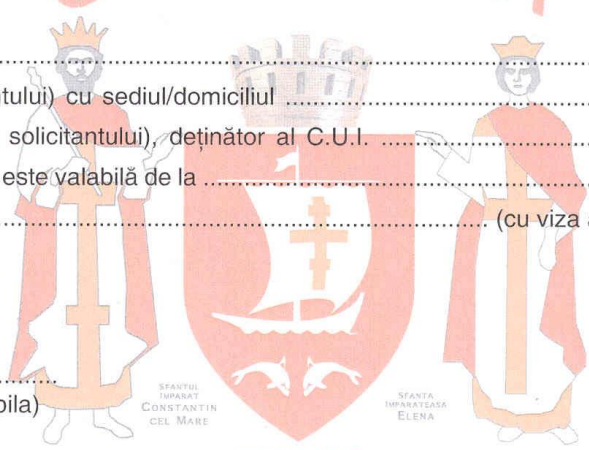 ..........
ntului) cu sediul/domiciliul ..........
solicitantului), deținător al C.U.I. ..........
este valabilă de la ..........
.......... (cu viza a
..........
bila)
SFANTUL
IMPARAT
CONSTANTIN
CEL MARE
SFANTA
IMPARATEASA
ELENA